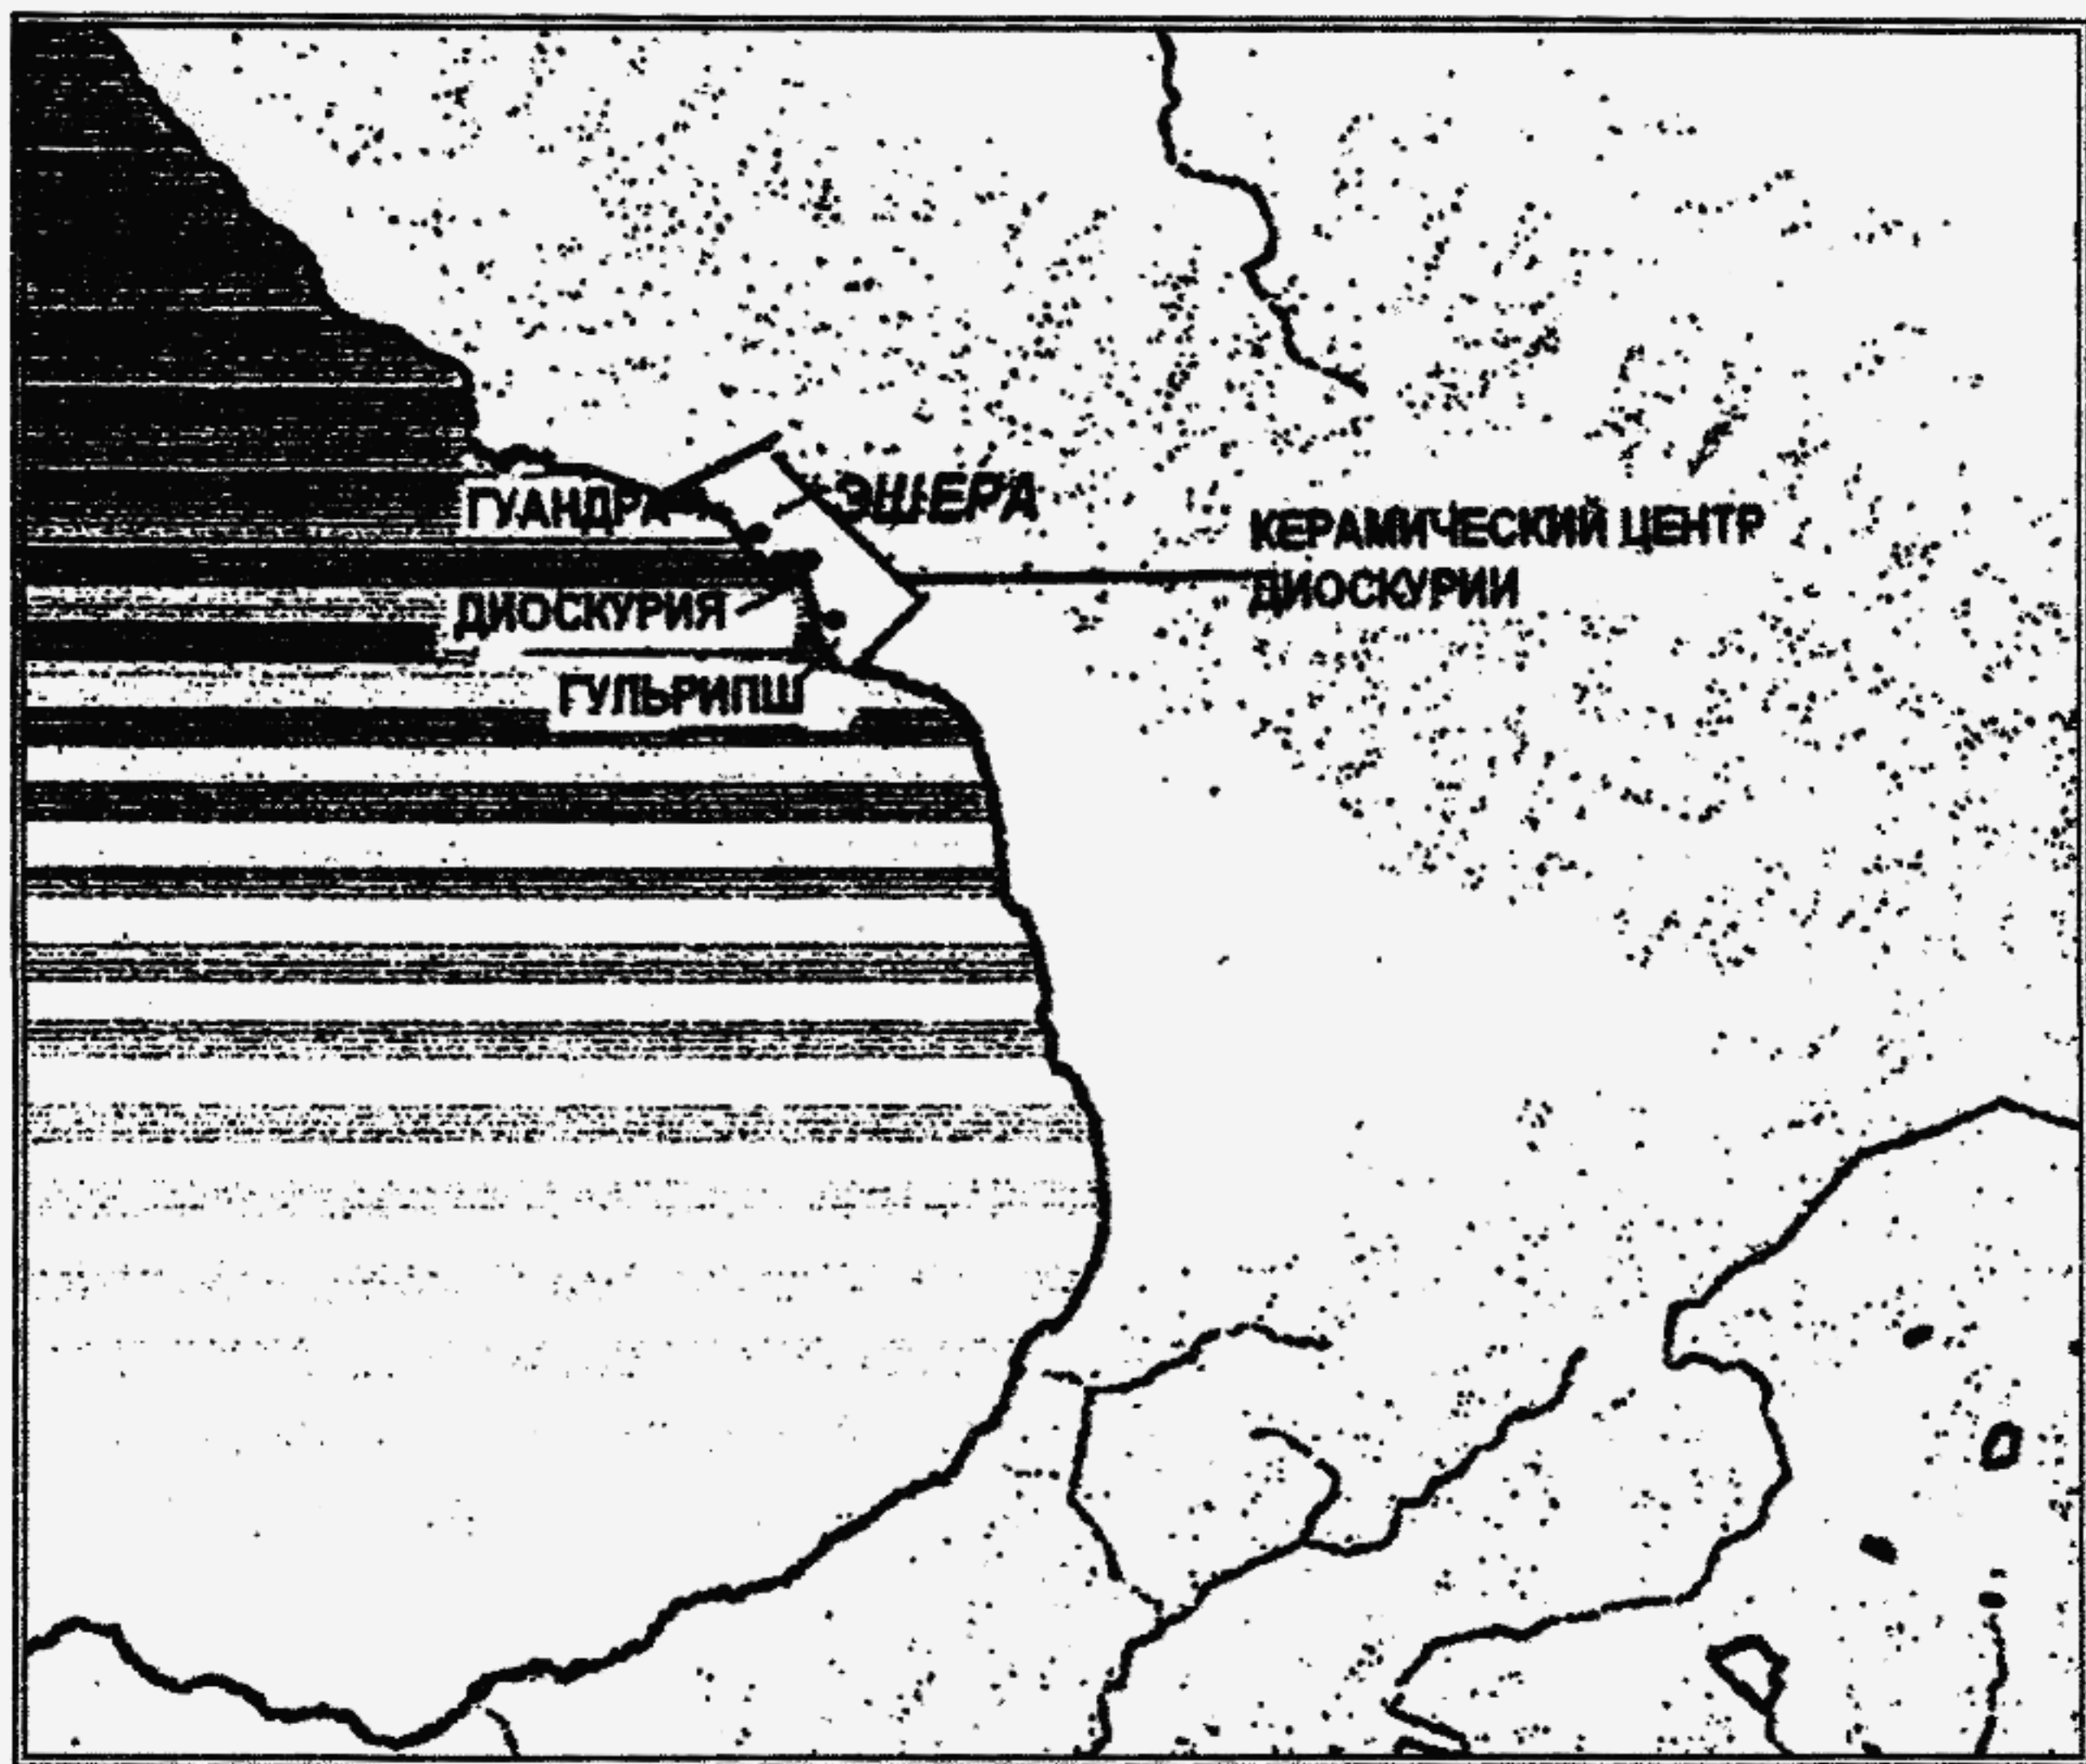 ГУАНДРА
ЭШЕРА
КЕРАМИЧЕСКИЙ ЦЕНТР
ДИОСКУРИИ
ДИОСКУРИЯ
ГУЛЬРИПШ